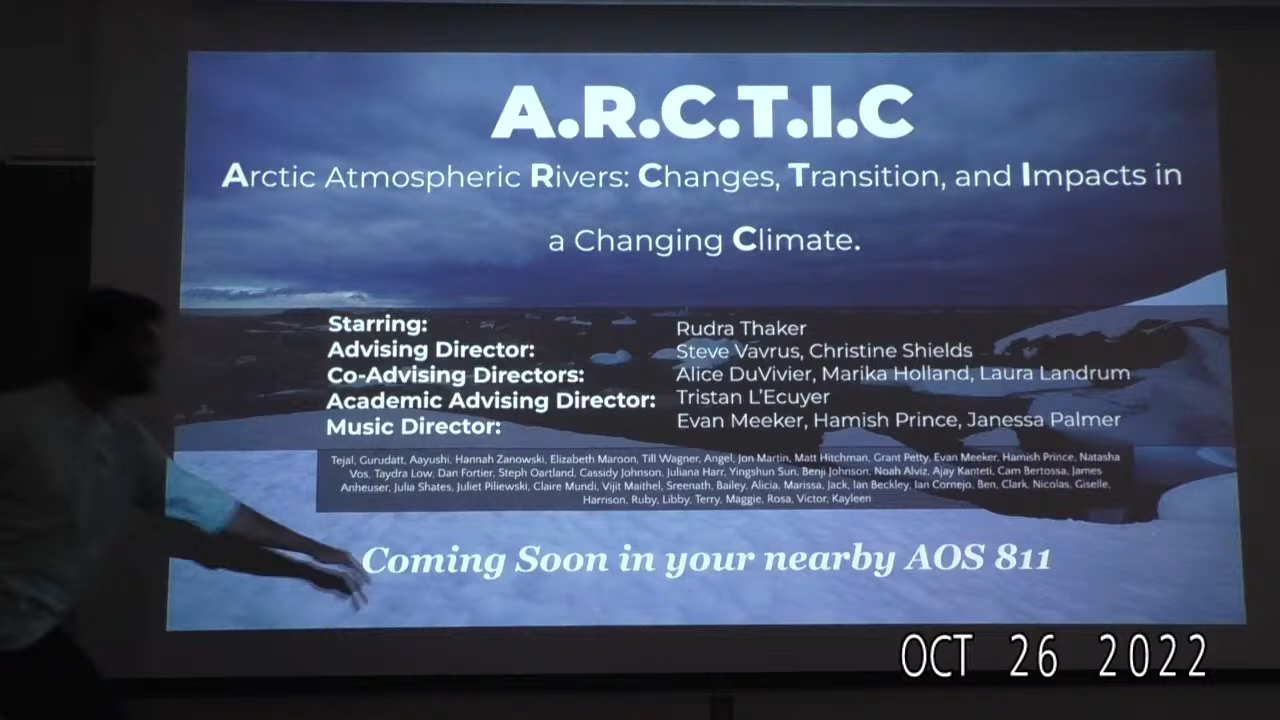 A.R.C.T.I.C
Arctic Atmospheric Rivers: Changes, Transition, and Impacts in
a Changing Climate.
Starring: Rudra Thaker
Advising Director: Steve Vavrus, Christine Shields
Co-Advising Directors: Alice DuVivier, Marika Holland, Laura Landrum
Academic Advising Director: Tristan L'Ecuyer
Music Director: Evan Meeker, Hamish Prince, Janessa Palmer
Tejal, Gurudatt, Aayushi, Hannah Zanowski, Elizabeth Maroon, Till Wagner, Angel, Jon Martin, Matt Hitchman, Grant Petty, Evan Meeker, Hamish Prince, Natasha
Vos, Taydra Low, Dan Fortier, Steph Oartland, Cassidy Johnson, Juliana Harr, Yingshun Sun, Benji Johnson, Noah Alviz, Ajay Kanteti, Cam Bertossa, James
Anheuser, Julia Shates, Juliet Piliewski, Claire Mundi, Vijit Maithel, Sreenath, Bailey, Alicia, Marissa, Jack, Ian Beckley, Ian Cornejo, Ben, Clark, Nicolas, Giselle,
Harrison, Ruby, Libby, Terry, Maggie, Rosa, Victor, Kayleen
Coming Soon in your nearby AOS 811
OCT 26 2022